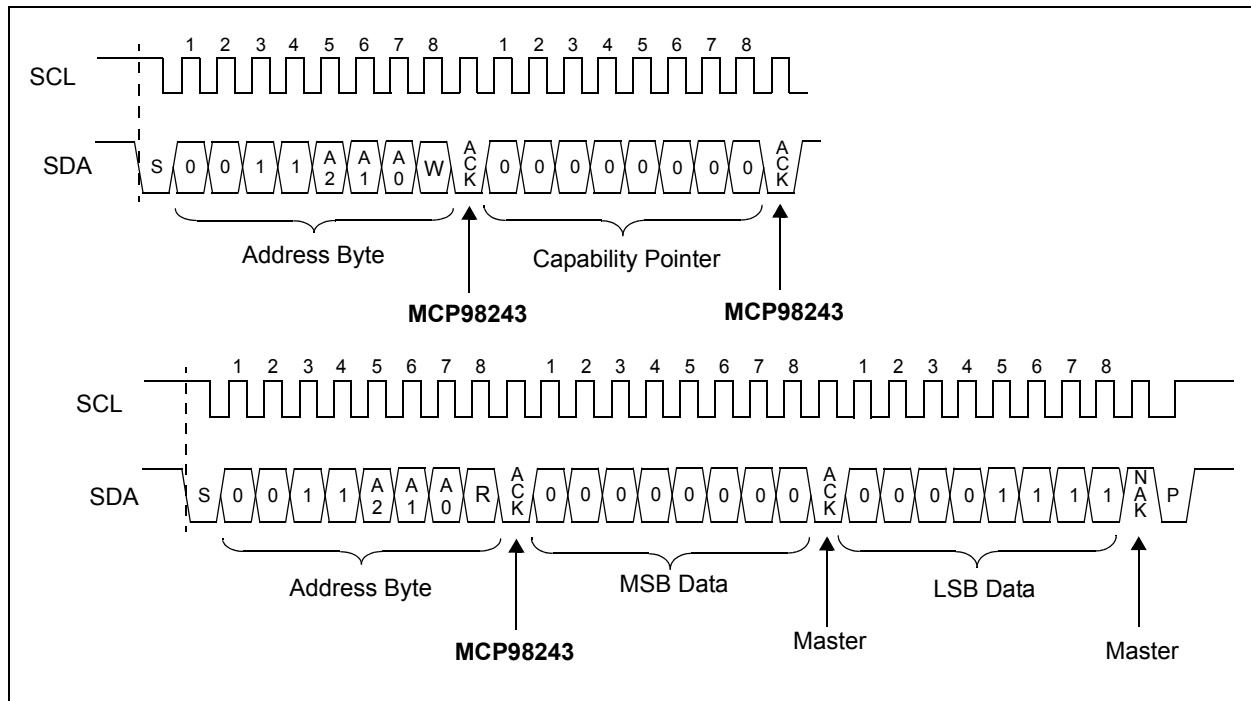 1 2 3 4 5 6 7 8 1 2 3 4 5 6 7 8
SCL
SDA S 0 0 1 1 A2 A1 A0 W ACK 0 0 0 0 0 0 0 0 ACK
Address Byte Capability Pointer
MCP98243 MCP98243
1 2 3 4 5 6 7 8 1 2 3 4 5 6 7 8 1 2 3 4 5 6 7 8
SCL
SDA S 0 0 1 1 A2 A1 A0 R ACK 0 0 0 0 0 0 0 0 ACK 0 0 0 0 1 1 1 1 NAK P
Address Byte MSB Data LSB Data
MCP98243 Master Master